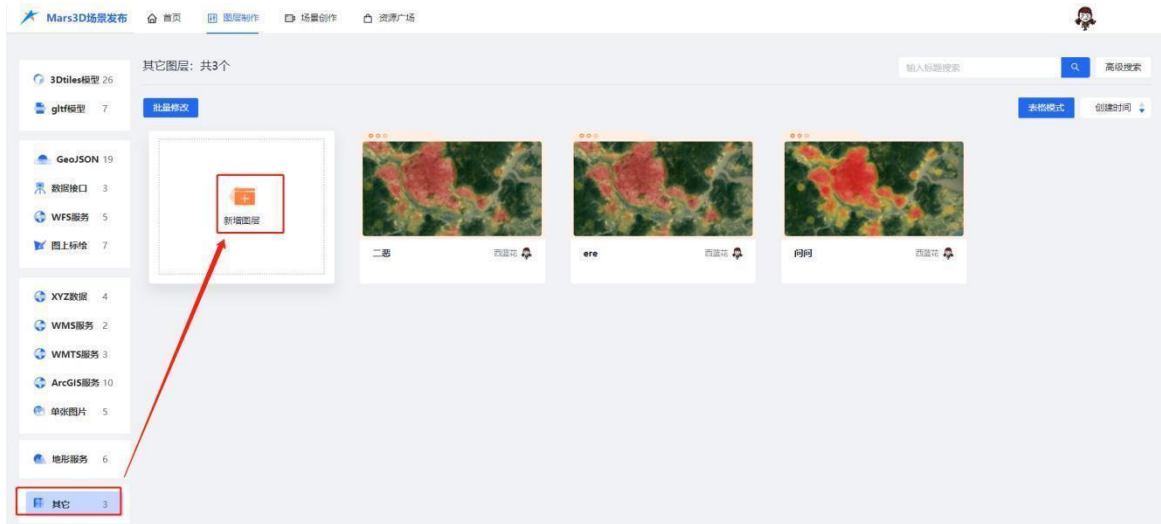 Mars3D场景发布 首页 图层制作 场景创作 资源广场
其它图层：共3个 输入标题搜索 高级搜索
批量修改 表格模式 创建时间
3Dtiles模型 26
gltf模型 7
GeoJSON 19
数据接口 3
WFS服务 5
图上标绘 7
XYZ数据 4
WMS服务 2
WMTS服务 3
ArcGIS服务 10
单张图片 5
地形服务 6
其它 3
新增图层
二恶 西蓝花
ere 西蓝花
问问 西蓝花